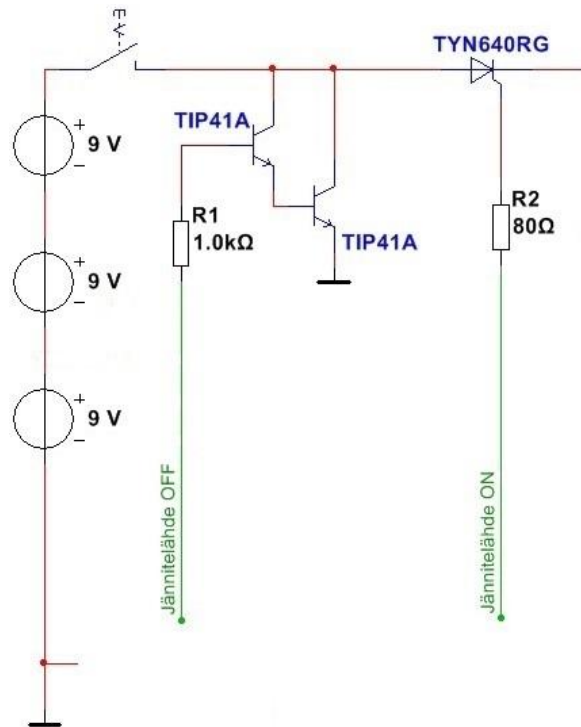 E-V
TYN640RG
TIP41A
9 V
R1
1.0kΩ
R2
80Ω
TIP41A
9 V
9 V
Jännitelähde OFF
Jännitelähde ON